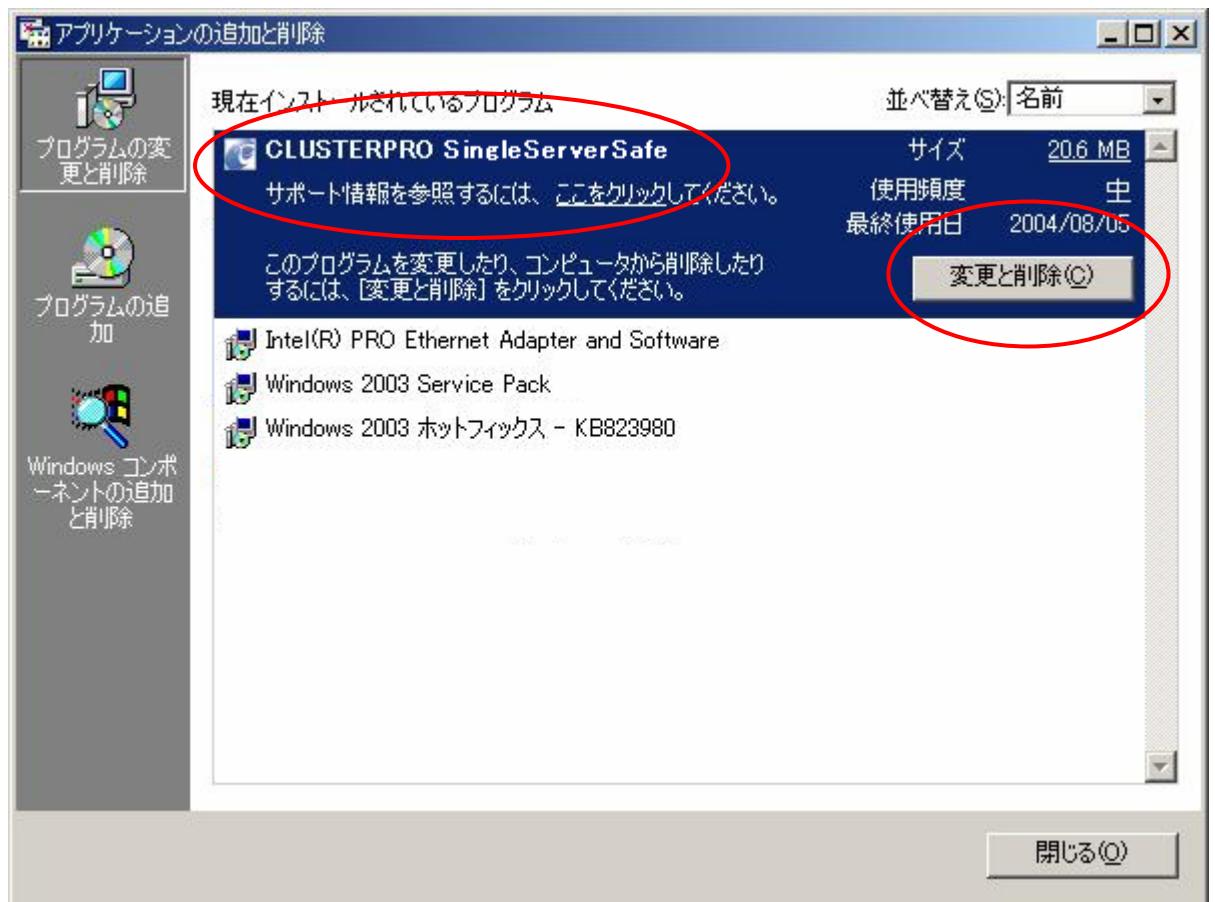 アプリケーションの追加と削除
プログラムの変
更と削除
プログラムの追
加
Windows コンポ
ーネントの追加
と削除
現在インストールされているプログラム
並べ替え(S): 名前
CLUSTERPRO SingleServerSafe
サイズ 20.6 MB
サポート情報を参照するには、ここをクリックしてください。
使用頻度 中
最終使用日 2004/08/05
このプログラムを変更したり、コンピュータから削除したり
するには、[変更と削除] をクリックしてください。
変更と削除(C)
Intel(R) PRO Ethernet Adapter and Software
Windows 2003 Service Pack
Windows 2003 ホットフィックス - KB823980
閉じる(O)